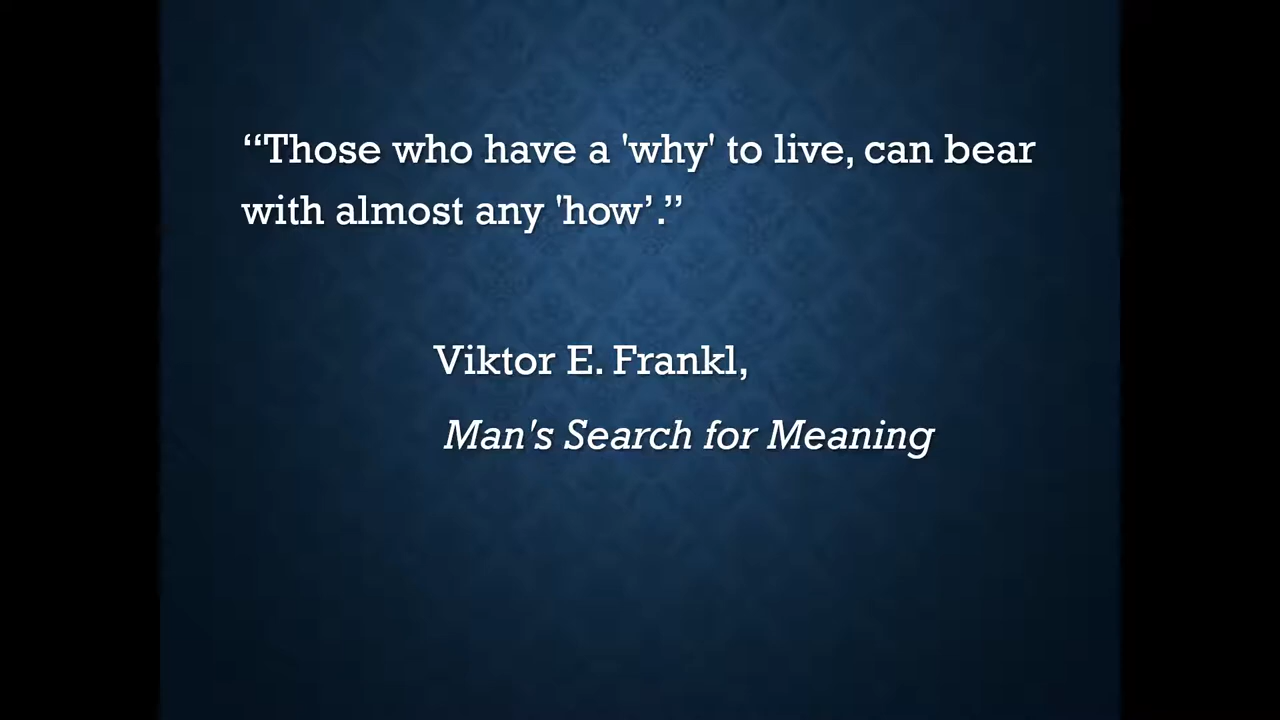 “Those who have a 'why' to live, can bear
with almost any 'how’.”
Viktor E. Frankl,
Man's Search for Meaning